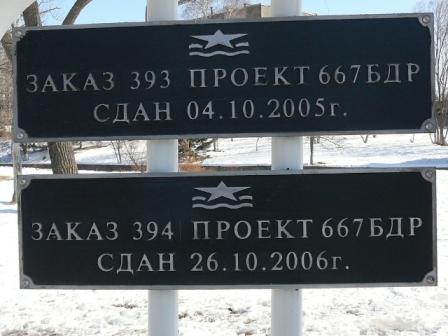 ЗАКАЗ 393 ПРОЕКТ 667БДР
СДАН 04.10.2005г.
ЗАКАЗ 394 ПРОЕКТ 667БДР
СДАН 26.10.2006г.